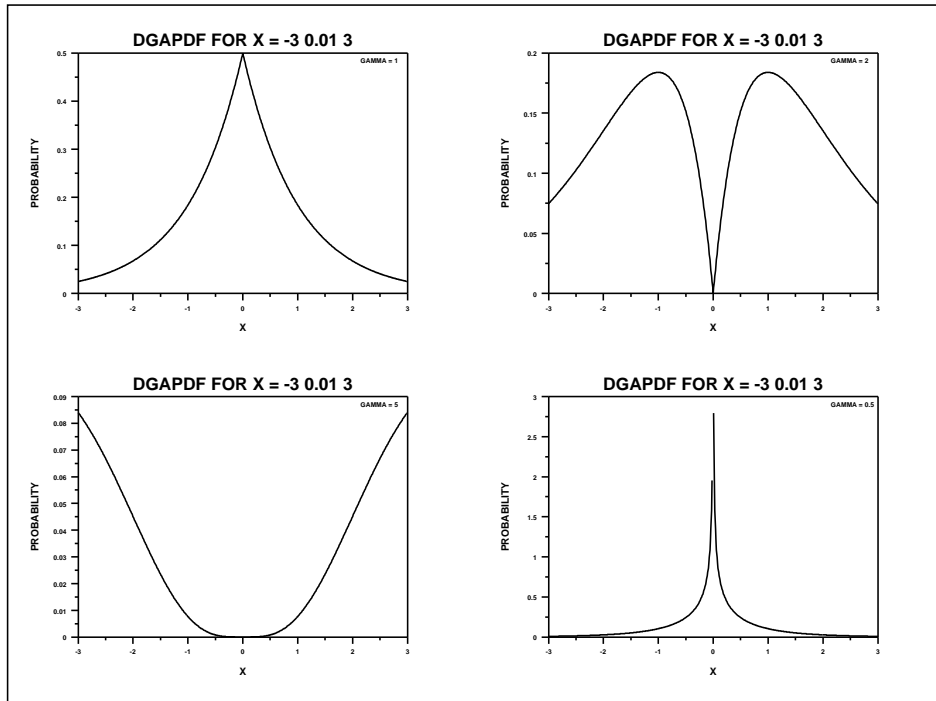 DGAPDF FOR X = -3 0.01 3
GAMMA = 1
PROBABILITY
0.5
0.4
0.3
0.2
0.1
0
-3 -2 -1 0 1 2 3
X
DGAPDF FOR X = -3 0.01 3
GAMMA = 2
PROBABILITY
0.2
0.15
0.1
0.05
0
-3 -2 -1 0 1 2 3
X
DGAPDF FOR X = -3 0.01 3
GAMMA = 5
PROBABILITY
0.09
0.08
0.07
0.06
0.05
0.04
0.03
0.02
0.01
0
-3 -2 -1 0 1 2 3
X
DGAPDF FOR X = -3 0.01 3
GAMMA = 0.5
PROBABILITY
3
2.5
2
1.5
1
0.5
0
-3 -2 -1 0 1 2 3
X